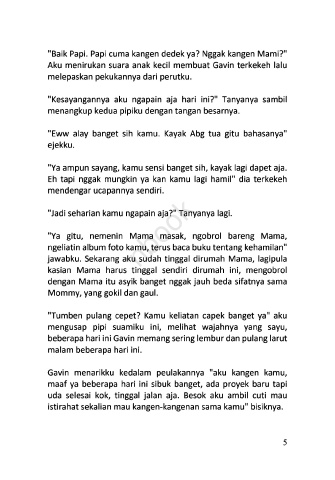 "Baik Papi. Papi cuma kangen dedek ya? Nggak kangen Mami?"
Aku menirukan suara anak kecil membuat Gavin terkekeh lalu
melepaskan pekukannya dari perutku.
"Kesayangannya aku ngapain aja hari ini?" Tanyanya sambil
menangkup kedua pipiku dengan tangan besarnya.
"Eww alay banget sih kamu. Kayak Abg tua gitu bahasanya"
ejekku.
"Ya ampun sayang, kamu sensi banget sih, kayak lagi dapet aja.
Eh tapi nggak mungkin ya kan kamu lagi hamil" dia terkekeh
mendengar ucapannya sendiri.
"Jadi seharian kamu ngapain aja?" Tanyanya lagi.
"Ya gitu, nemenin Mama masak, ngobrol bareng Mama,
ngeliatin album foto kamu, terus baca buku tentang kehamilan"
jawabku. Sekarang aku sudah tinggal dirumah Mama, lagipula
kasian Mama harus tinggal sendiri dirumah ini, mengobrol
dengan Mama itu asyik banget nggak jauh beda sifatnya sama
Mommy, yang gokil dan gaul.
"Tumben pulang cepet? Kamu keliatan capek banget ya" aku
mengusap pipi suamiku ini, melihat wajahnya yang sayu,
beberapa hari ini Gavin memang sering lembur dan pulang larut
malam beberapa hari ini.
Gavin menarikku kedalam peulakannya "aku kangen kamu,
maaf ya beberapa hari ini sibuk banget, ada proyek baru tapi
uda selesai kok, tinggal jalan aja. Besok aku ambil cuti mau
istirahat sekalian mau kangen-kangenan sama kamu" bisiknya.
5